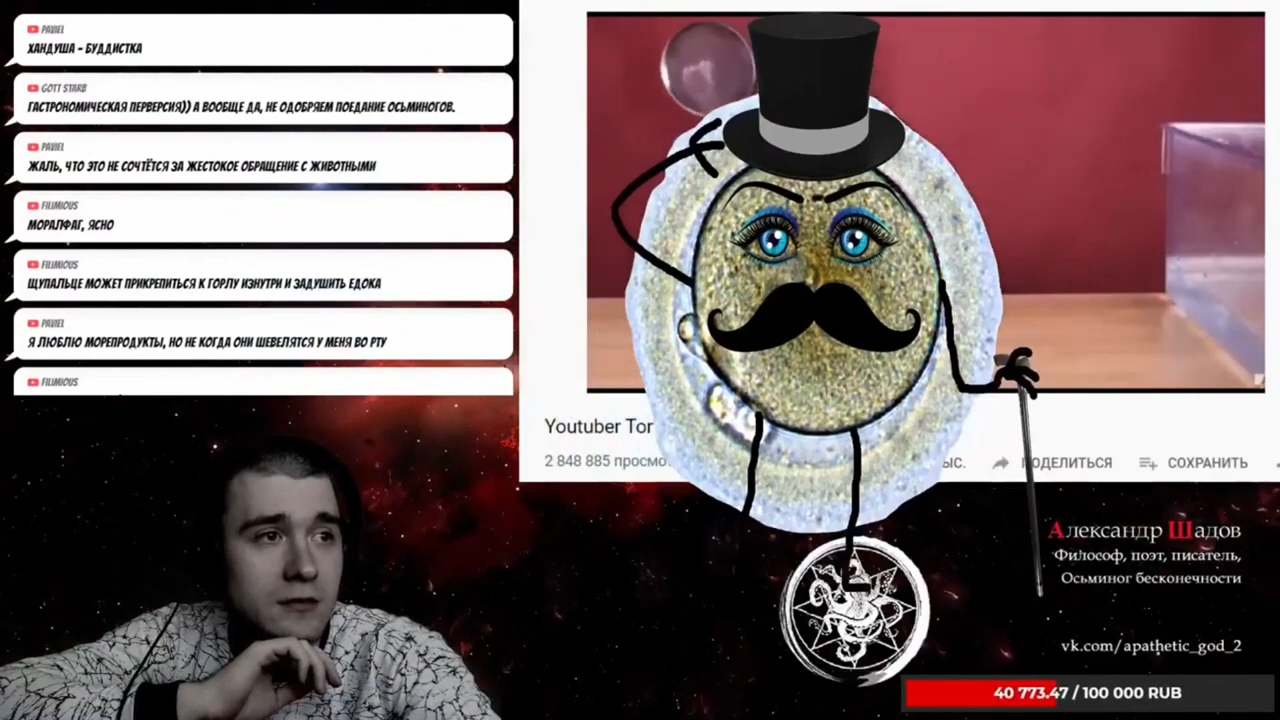 PAVIEL
ХАНДУША - БУДДИСТКА
GOTT STARB
ГАСТРОНОМИЧЕСКАЯ ПЕРВЕРСИЯ)) А ВООБЩЕ ДА, НЕ ОДОБРЯЕМ ПОЕДАНИЕ ОСЬМИНОГОВ.
PAVIEL
ЖАЛЬ, ЧТО ЭТО НЕ СОЧТЁТСЯ ЗА ЖЕСТОКОЕ ОБРАЩЕНИЕ С ЖИВОТНЫМИ
FILIMIOUS
МОРАЛФАГ, ЯСНО
FILIMIOUS
ЩУПАЛЬЦЕ МОЖЕТ ПРИКРЕПИТЬСЯ К ГОРЛУ ИЗНУТРИ И ЗАДУШИТЬ ЕДОКА
PAVIEL
Я ЛЮБЛЮ МОРЕПРОДУКТЫ, НО НЕ КОГДА ОНИ ШЕВЕЛЯТСЯ У МЕНЯ ВО РТУ
FILIMIOUS
Youtuber Tor
2 848 885 просмо
ЫС. ПОДЕЛИТЬСЯ СОХРАНИТЬ
Александр Шадов
Философ, поэт, писатель,
Осьминог бесконечности
vk.com/apathetic_god_2
40 773.47 / 100 000 RUB